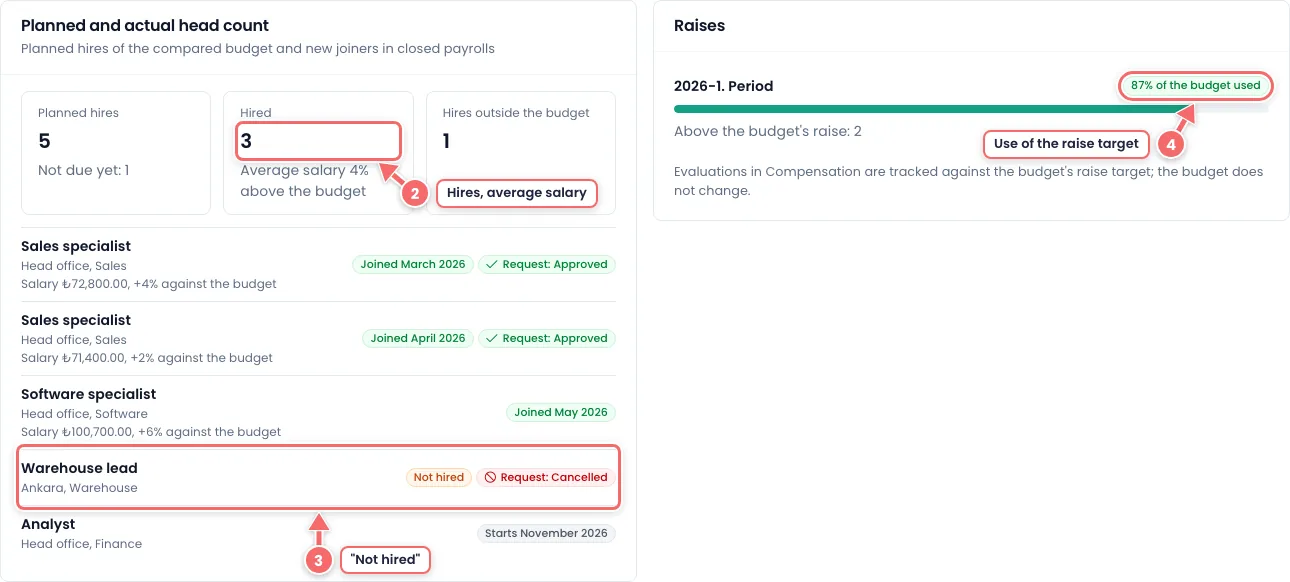 Planned and actual head count
Planned hires of the compared budget and new joiners in closed payrolls
Planned hires
5
Not due yet: 1
Hired
3
Average salary 4%
above the budget
Hires outside the budget
1
2
Hires, average salary
Sales specialist
Head office, Sales
Salary ₺72,800.00, +4% against the budget
Joined March 2026
Request: Approved
Sales specialist
Head office, Sales
Salary ₺71,400.00, +2% against the budget
Joined April 2026
Request: Approved
Software specialist
Head office, Software
Salary ₺100,700.00, +6% against the budget
Joined May 2026
Warehouse lead
Ankara, Warehouse
Not hired
Request: Cancelled
Analyst
Head office, Finance
Starts November 2026
3
"Not hired"
Raises
2026-1. Period
87% of the budget used
Above the budget's raise: 2
Use of the raise target
4
Evaluations in Compensation are tracked against the budget's raise target; the budget does
not change.